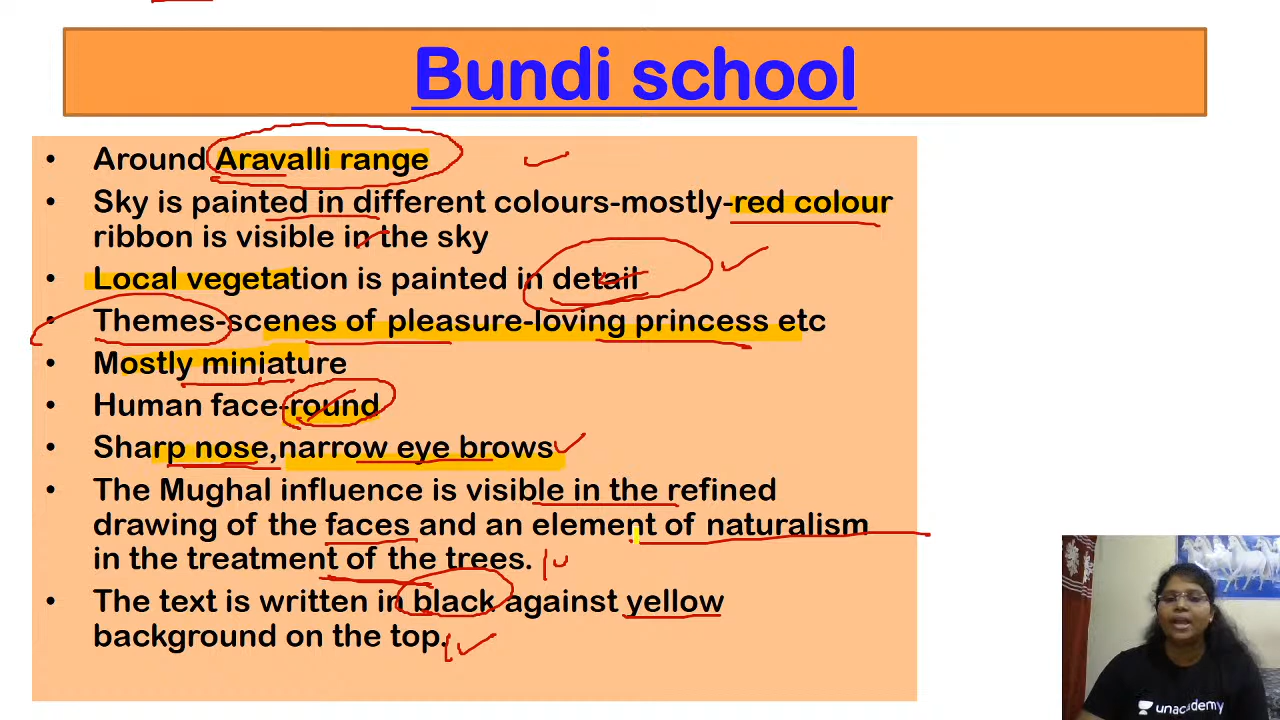 Bundi school
• Around Aravalli range
• Sky is painted in different colours-mostly-red colour
ribbon is visible in the sky
• Local vegetation is painted in detail
• Themes-scenes of pleasure-loving princess etc
• Mostly miniature
• Human face-round
• Sharp nose,narrow eye brows
• The Mughal influence is visible in the refined
drawing of the faces and an element of naturalism
in the treatment of the trees.
• The text is written in black against yellow
background on the top.
unacademy